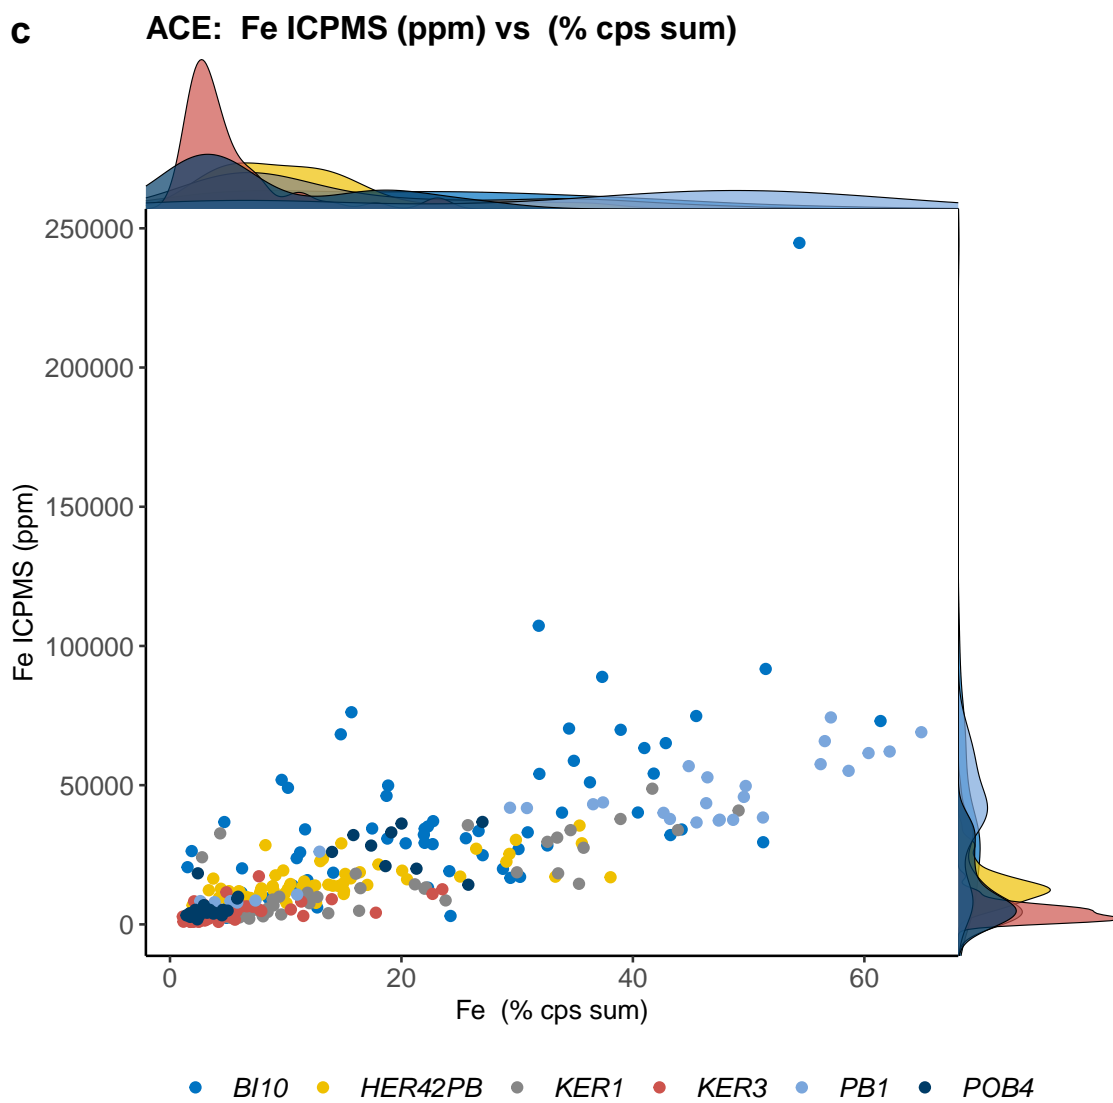 c
ACE:  Fe ICPMS (ppm) vs  (% cps sum)
250000
200000
150000
100000
50000
0
Fe ICPMS (ppm)
0 20 40 60
Fe  (% cps sum)
BI10 HER42PB KER1 KER3 PB1 POB4